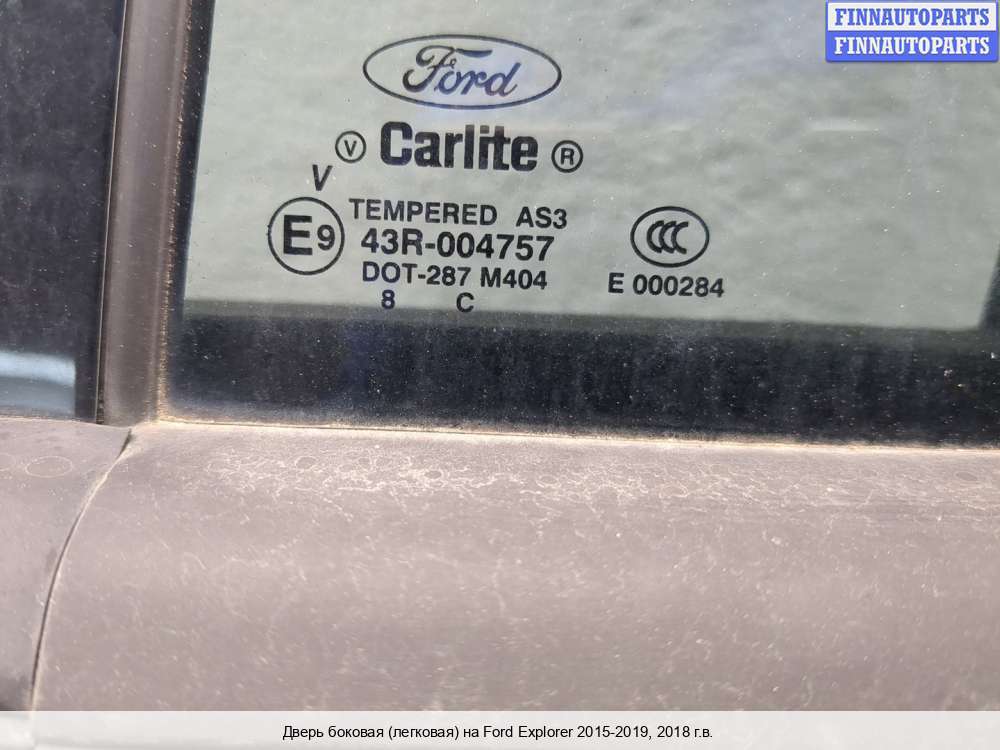 FINNAUTOPARTS
FINNAUTOPARTS
Ford
V Carlite ®
V
TEMPERED AS3
E9 43R-004757
CCC
DOT-287 M404
E 000284
8 C
Дверь боковая (легковая) на Ford Explorer 2015-2019, 2018 г.в.